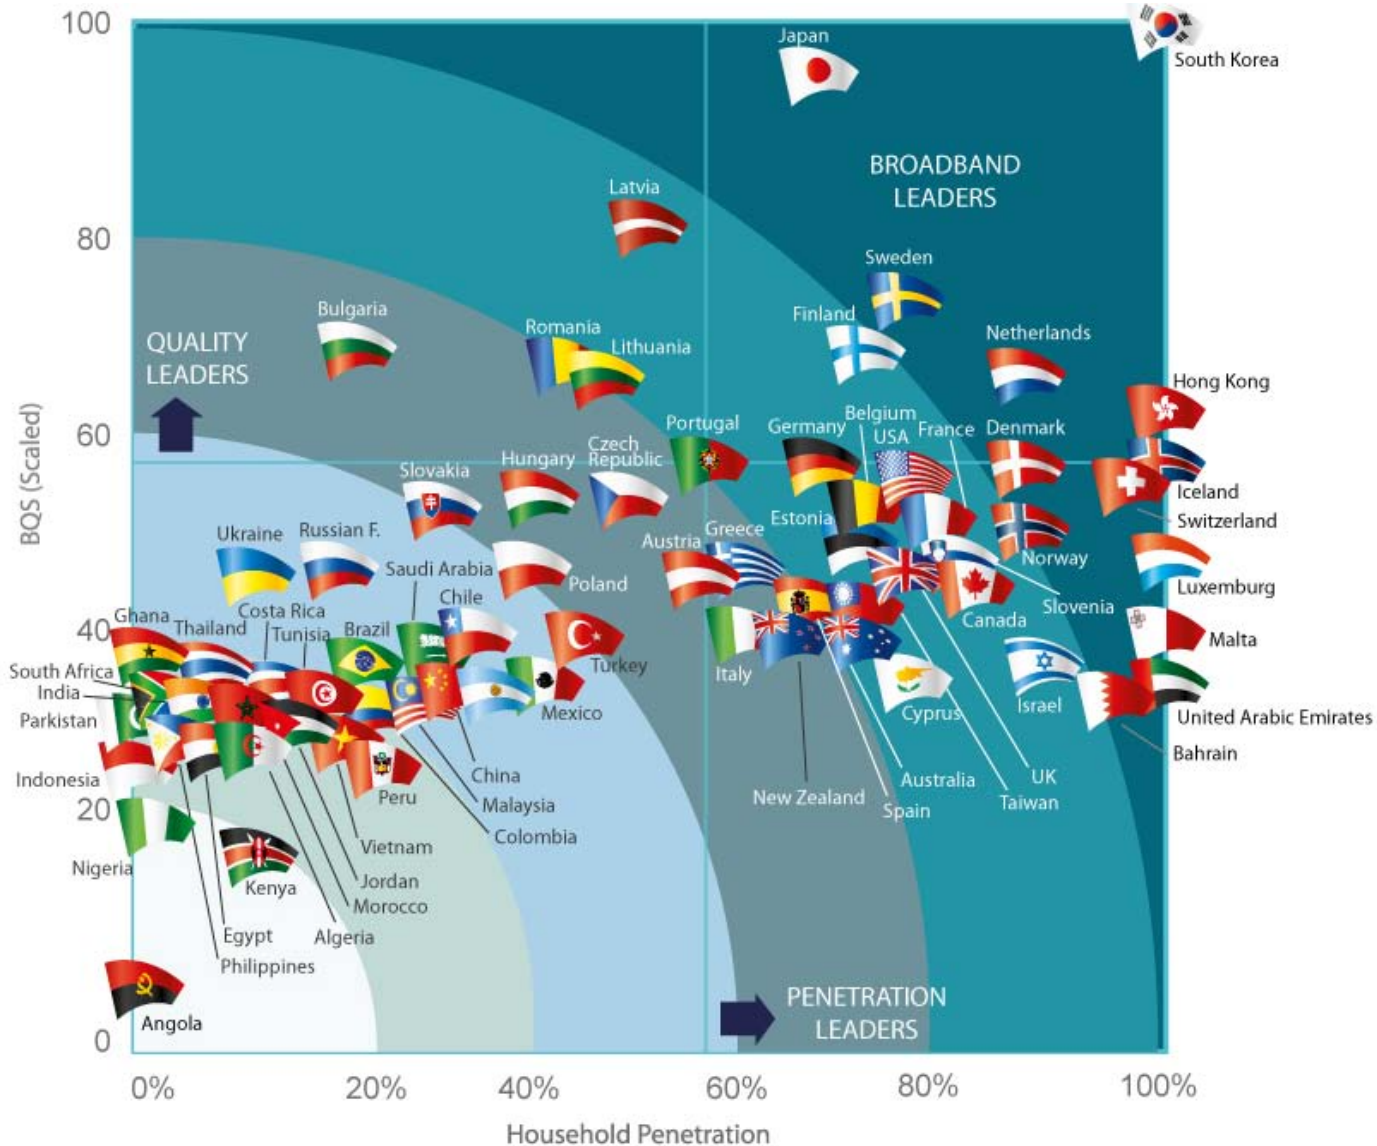 100
Japan
South Korea
BROADBAND
LEADERS
Latvia
80
Sweden
Bulgaria
Finland
Romania
Netherlands
QUALITY
LEADERS
Lithuania
Hong Kong
60
Portugal
Germany
Belgium
USA
France
Denmark
Czech
Republic
Hungary
Slovakia
Iceland
Switzerland
BQS (Scaled)
Ukraine
Russian F.
Estonia
Greece
Austria
Norway
Saudi Arabia
Poland
Luxemburg
Chile
Slovenia
Costa Rica
Ghana
Thailand
Tunisia
Brazil
Canada
40
Malta
South Africa
Turkey
Italy
India
Israel
Parkistan
Mexico
Cyprus
United Arabic Emirates
Bahrain
Indonesia
China
Australia
UK
New Zealand
Taiwan
Peru
Malaysia
Spain
20
Colombia
Vietnam
Nigeria
Jordan
Kenya
Morocco
Egypt
Algeria
Philippines
PENETRATION
LEADERS
Angola
0
0%
20%
40%
60%
80%
100%
Household Penetration